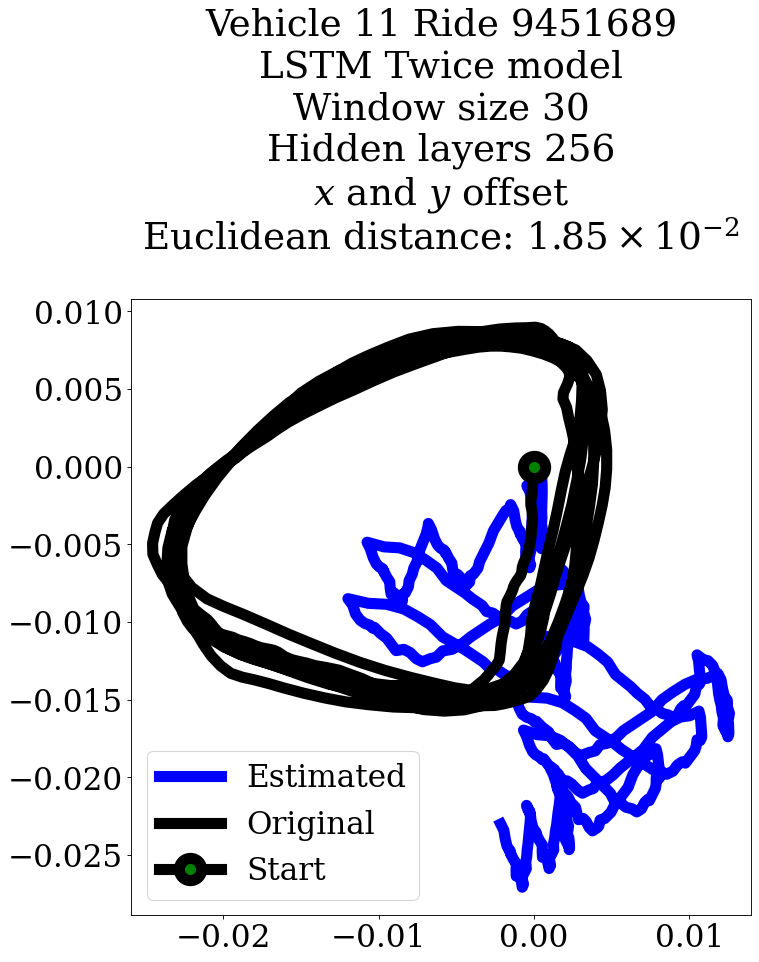 Vehicle 11 Ride 9451689
LSTM Twice model
Window size 30
Hidden layers 256
x and y offset
Euclidean distance: 1.85 × 10⁻²
0.010
0.005
0.000
−0.005
−0.010
−0.015
−0.020
−0.025
Estimated
Original
Start
−0.02 −0.01 0.00 0.01